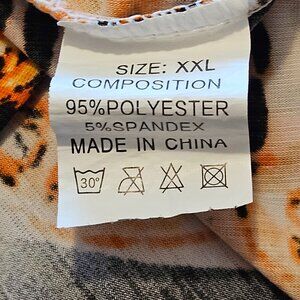 SIZE: XXL
COMPOSITION
95%POLYESTER
5%SPANDEX
MADE IN CHINA
30°